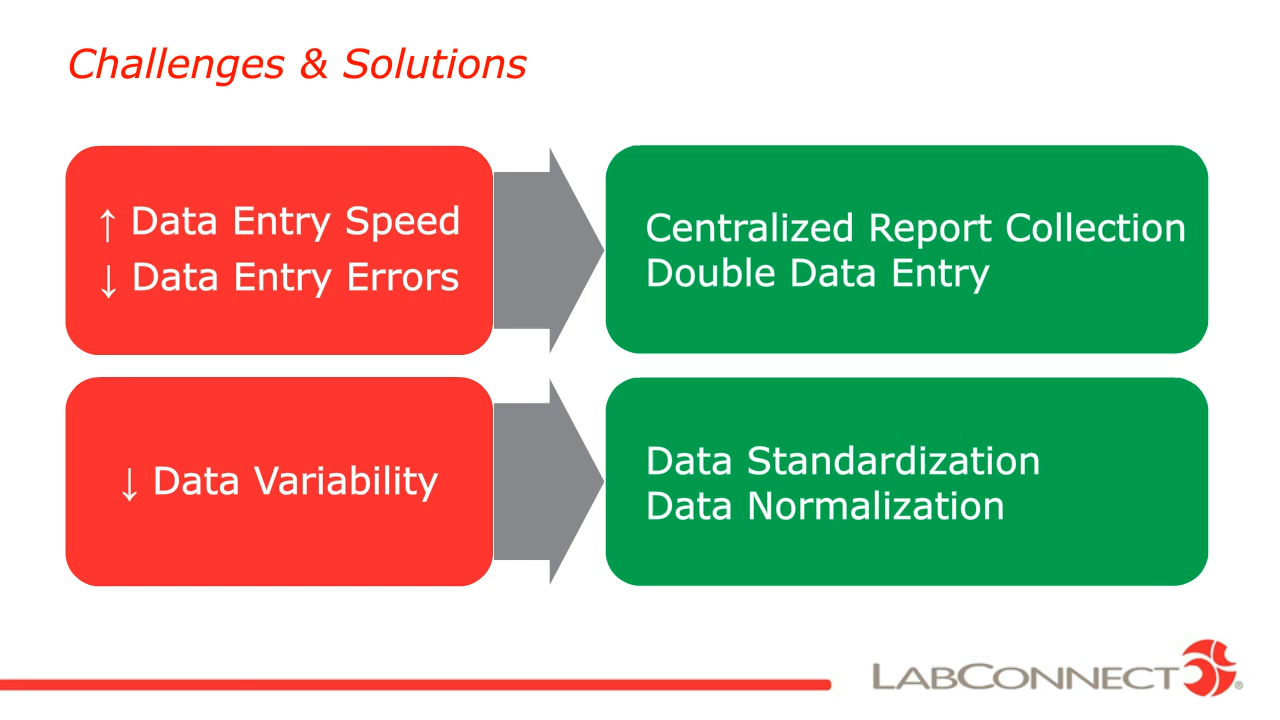 Challenges & Solutions
↑ Data Entry Speed
↓ Data Entry Errors
Centralized Report Collection
Double Data Entry
↓ Data Variability
Data Standardization
Data Normalization
LABCONNECT®